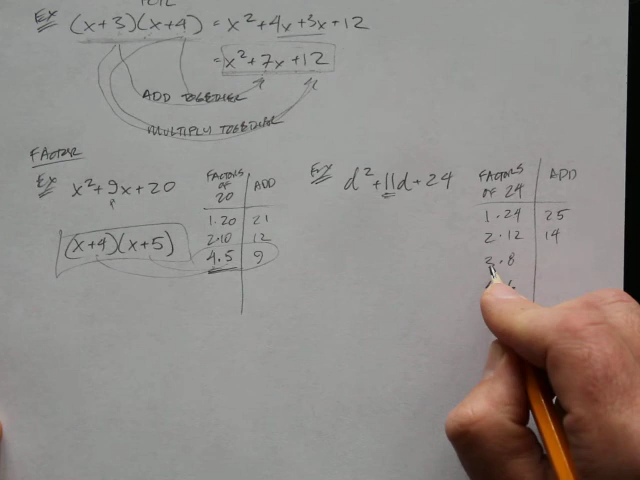 FOIL
Ex (x+3)(x+4) = x²+4x+3x+12
= x²+7x+12
ADD TOGETHER
MULTIPLY TOGETHER
FACTOR
Ex x²+9x+20
(x+4)(x+5)
FACTORS OF 20 ADD
1·20 21
2·10 12
4·5 9
Ex d²+11d+24
FACTORS OF 24 ADD
1·24 25
2·12 14
3·8